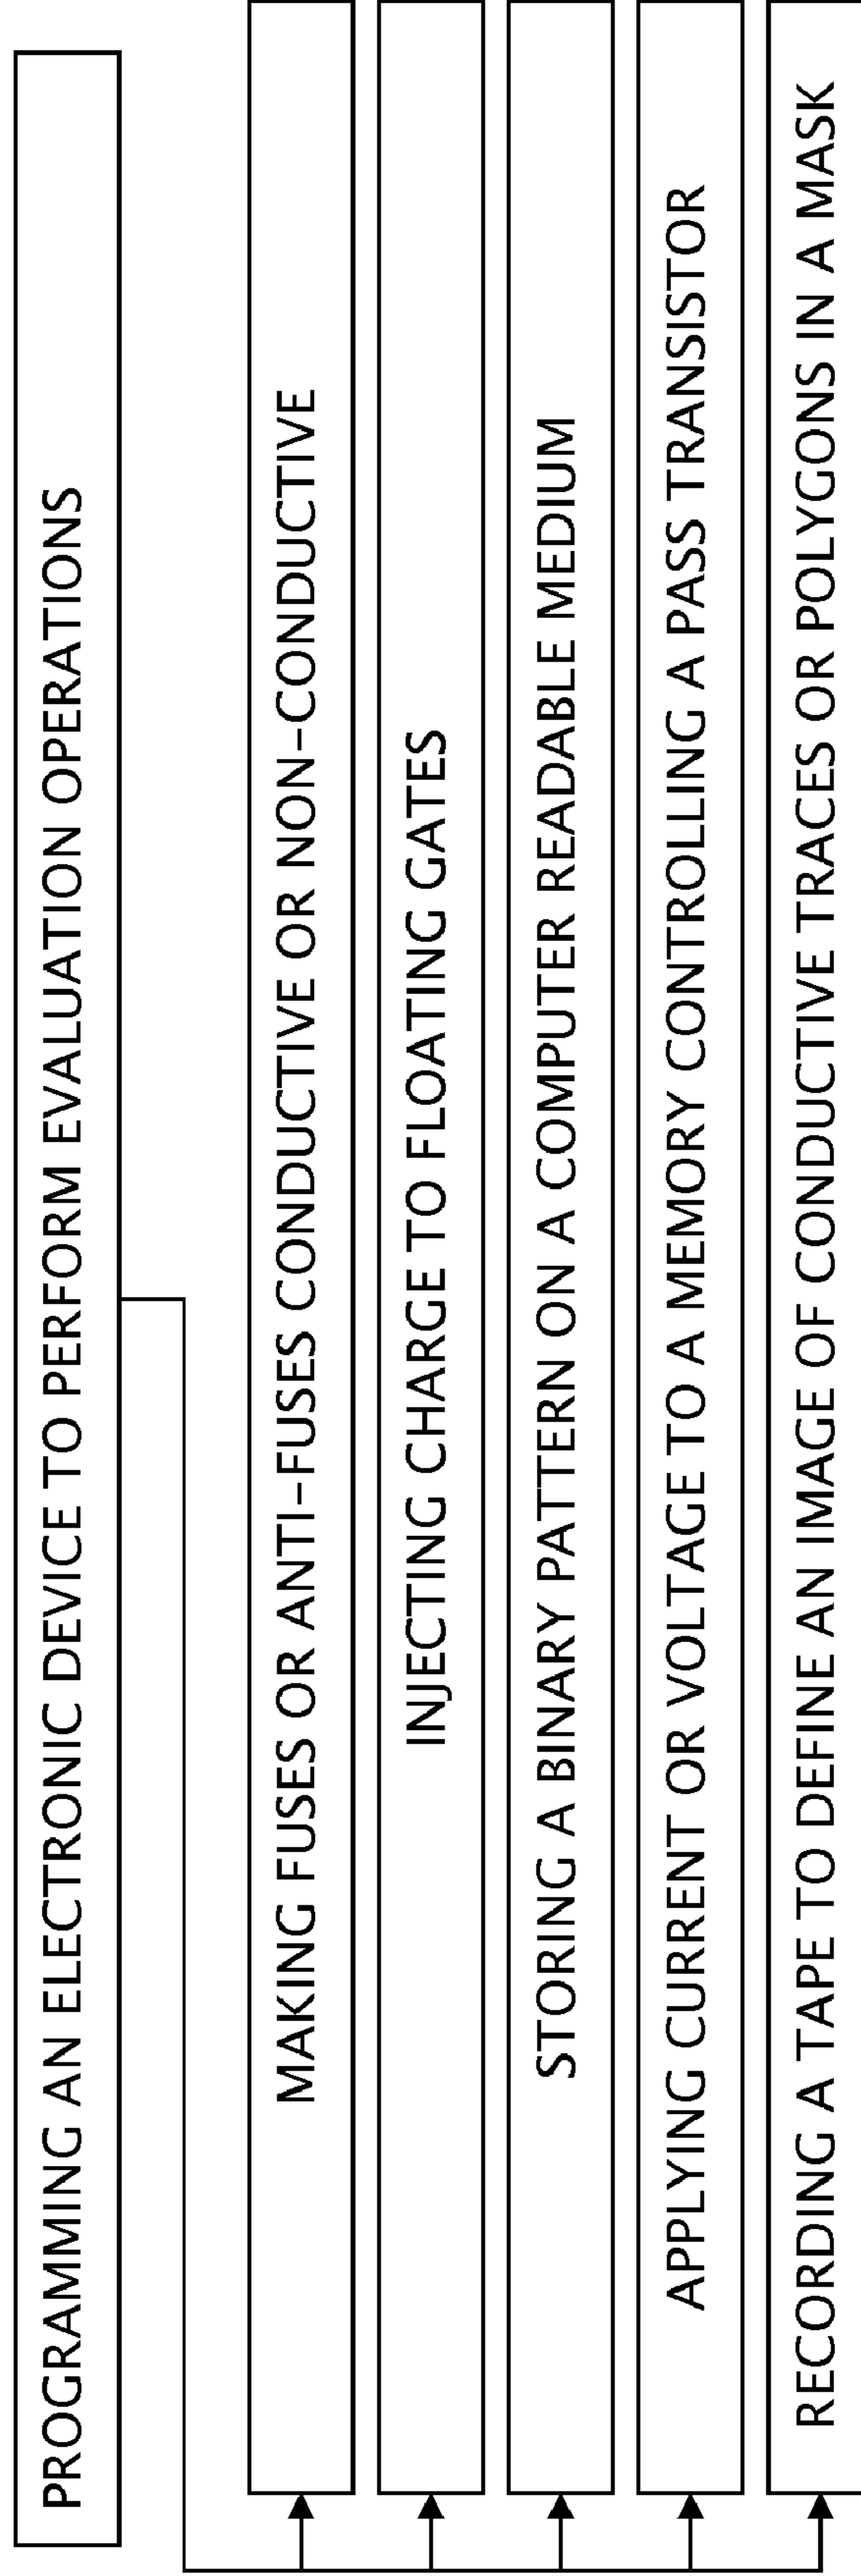 PROGRAMMING AN ELECTRONIC DEVICE TO PERFORM EVALUATION OPERATIONS
MAKING FUSES OR ANTI-FUSES CONDUCTIVE OR NON-CONDUCTIVE
INJECTING CHARGE TO FLOATING GATES
STORING A BINARY PATTERN ON A COMPUTER READABLE MEDIUM
APPLYING CURRENT OR VOLTAGE TO A MEMORY CONTROLLING A PASS TRANSISTOR
RECORDING A TAPE TO DEFINE AN IMAGE OF CONDUCTIVE TRACES OR POLYGONS IN A MASK